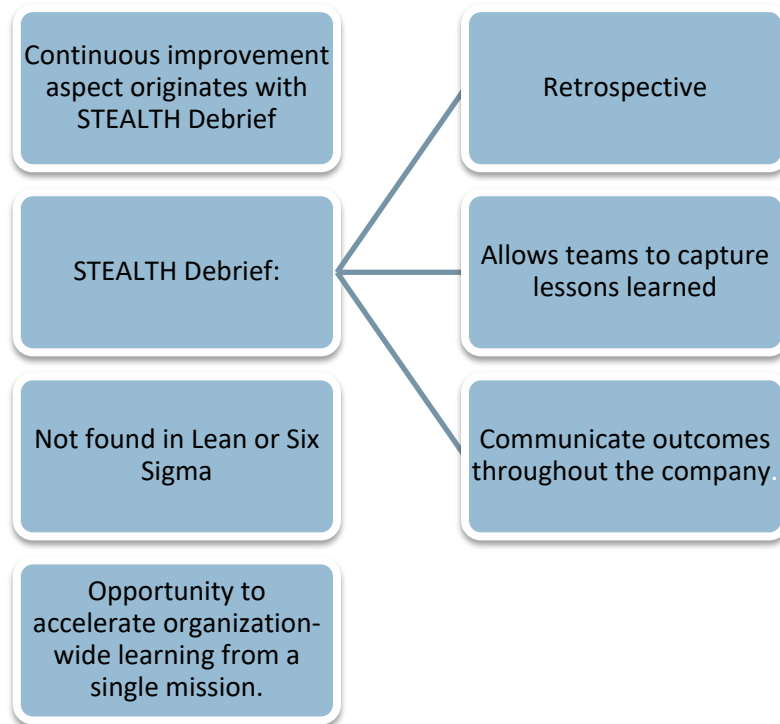 Continuous improvement
aspect originates with
STEALTH Debrief
STEALTH Debrief:
Retrospective
Allows teams to capture
lessons learned
Communicate outcomes
throughout the company.
Not found in Lean or Six
Sigma
Opportunity to
accelerate organization-
wide learning from a
single mission.